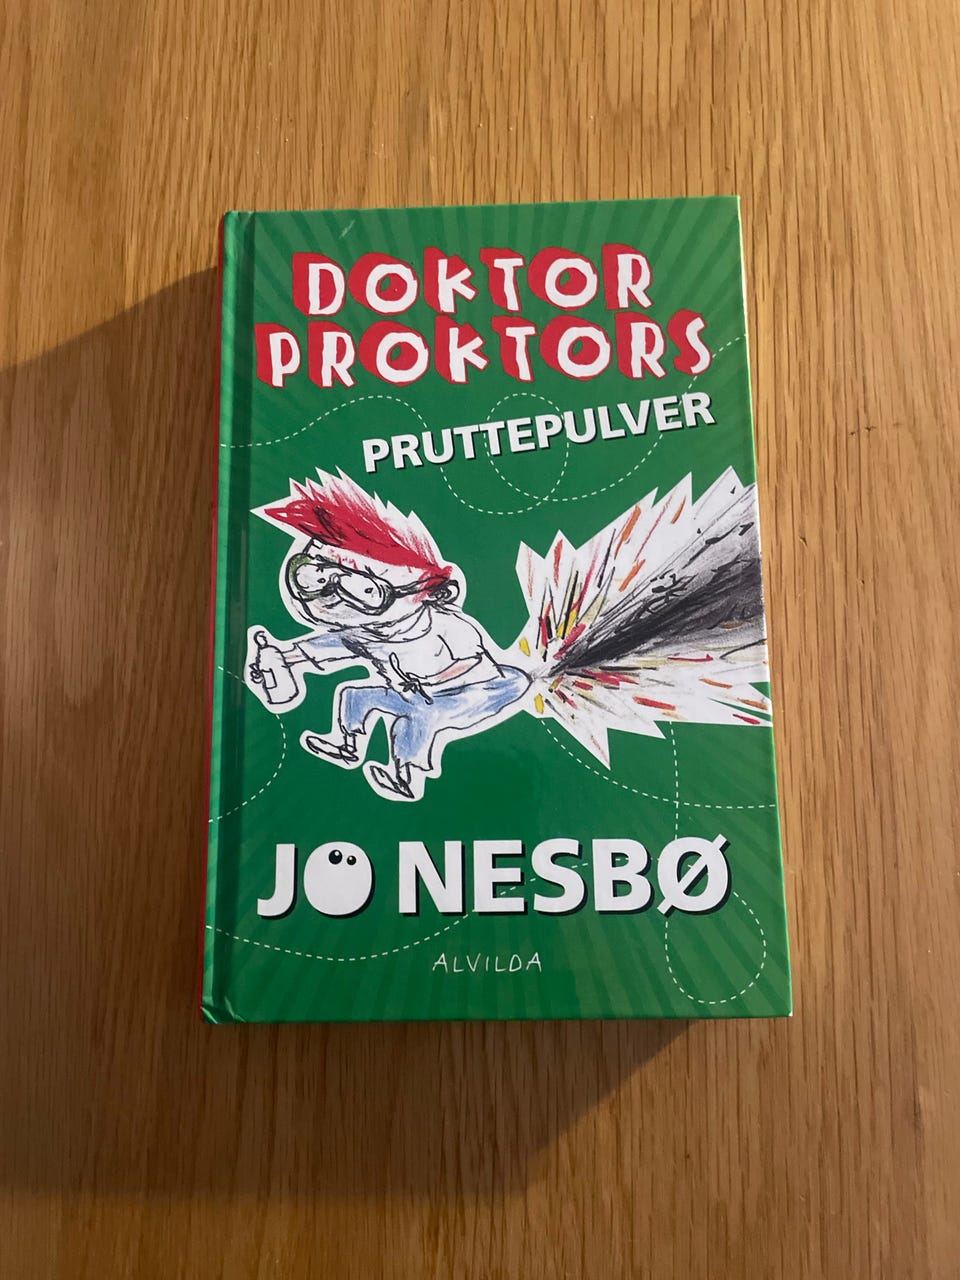 DOKTOR
PROKTORS
PRUTTEPULVER
JO NESBØ
ALVILDA